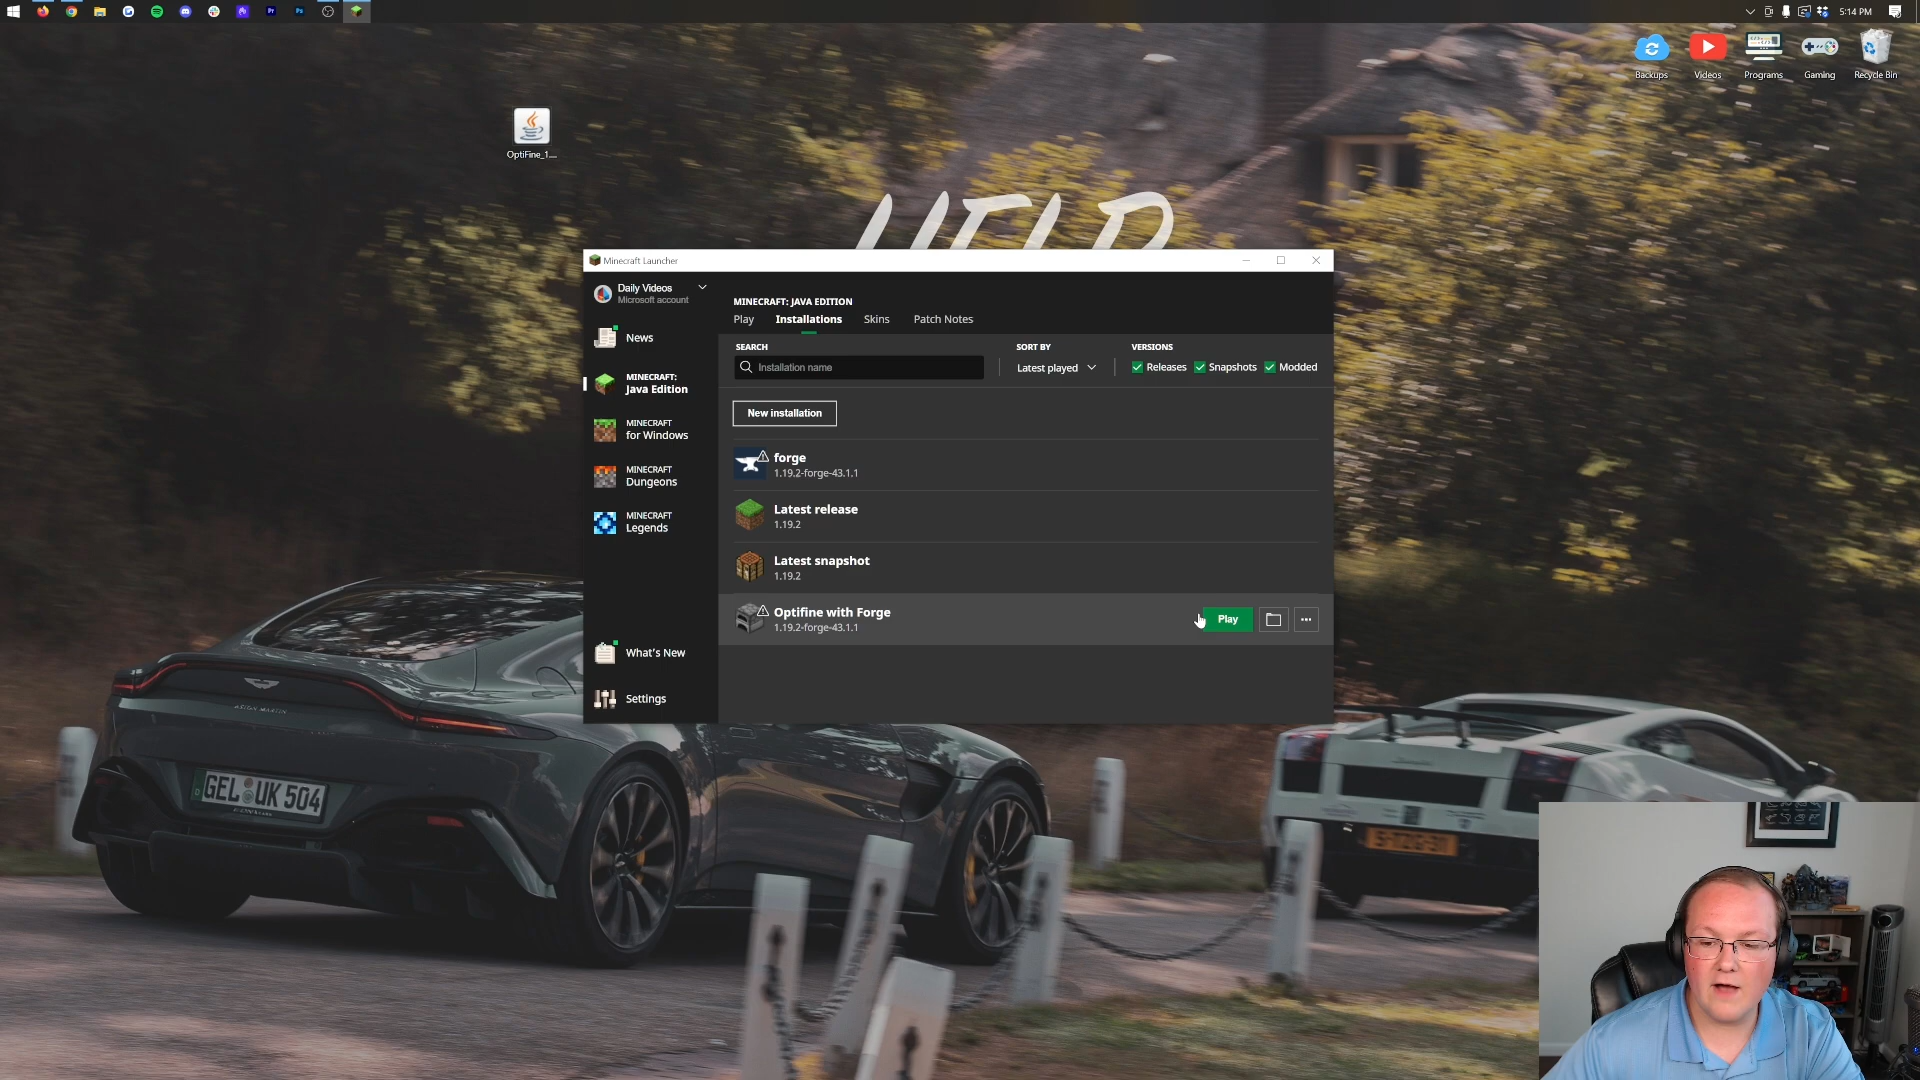 5:14 PM
Backups
Videos
Programs
Gaming
Recycle Bin
OptiFine_1....
HELP
Minecraft Launcher
Daily Videos
Microsoft account
News
MINECRAFT:
Java Edition
MINECRAFT
for Windows
MINECRAFT
Dungeons
MINECRAFT
Legends
What's New
Settings
MINECRAFT: JAVA EDITION
Play
Installations
Skins
Patch Notes
SEARCH
Installation name
SORT BY
Latest played
VERSIONS
Releases
Snapshots
Modded
New installation
forge
1.19.2-forge-43.1.1
Latest release
1.19.2
Latest snapshot
1.19.2
Optifine with Forge
1.19.2-forge-43.1.1
Play
ASTON MARTIN
GEL UK 504